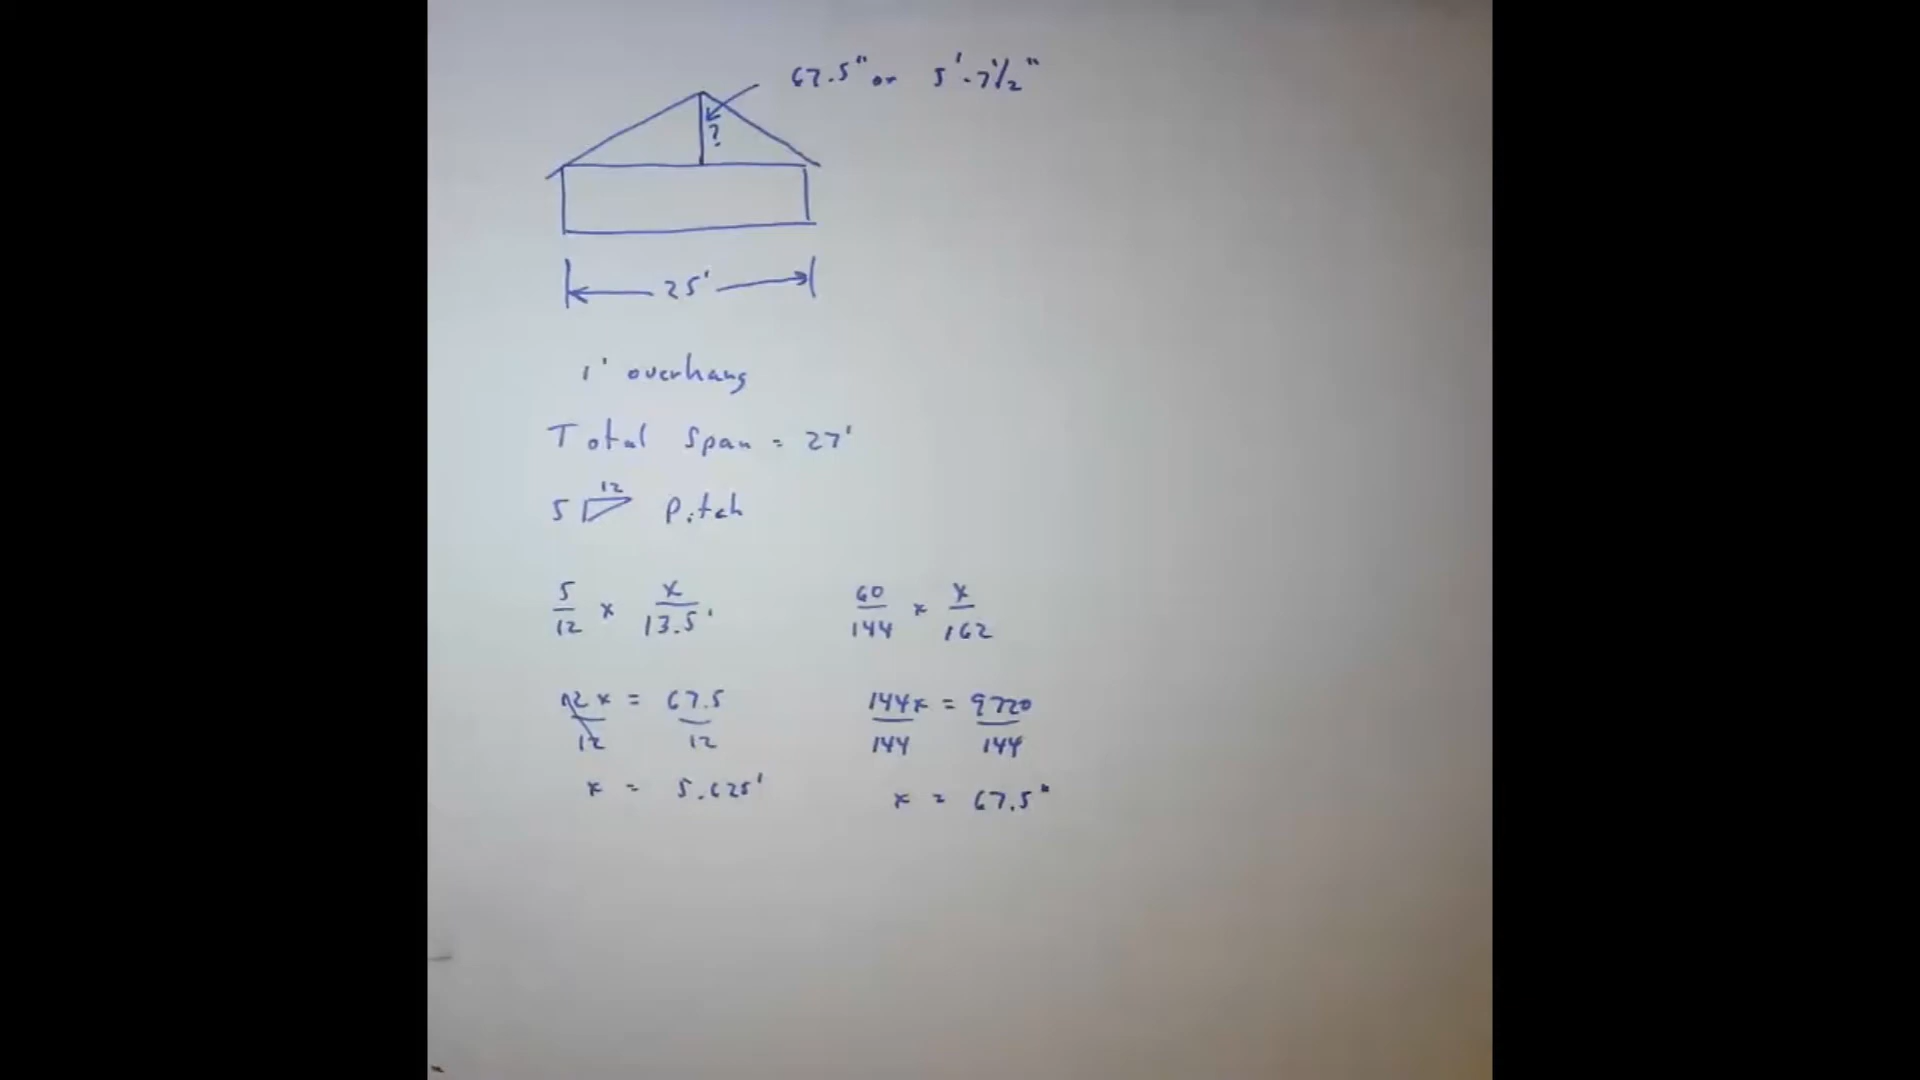 67.5" or 5'-7½"
?
25'
1' overhang
Total Span = 27'
12
5 Pitch
5/12 x x/13.5'
60/144 x x/162
12x/12 = 67.5/12
144x/144 = 9720/144
x = 5.625'
x = 67.5"